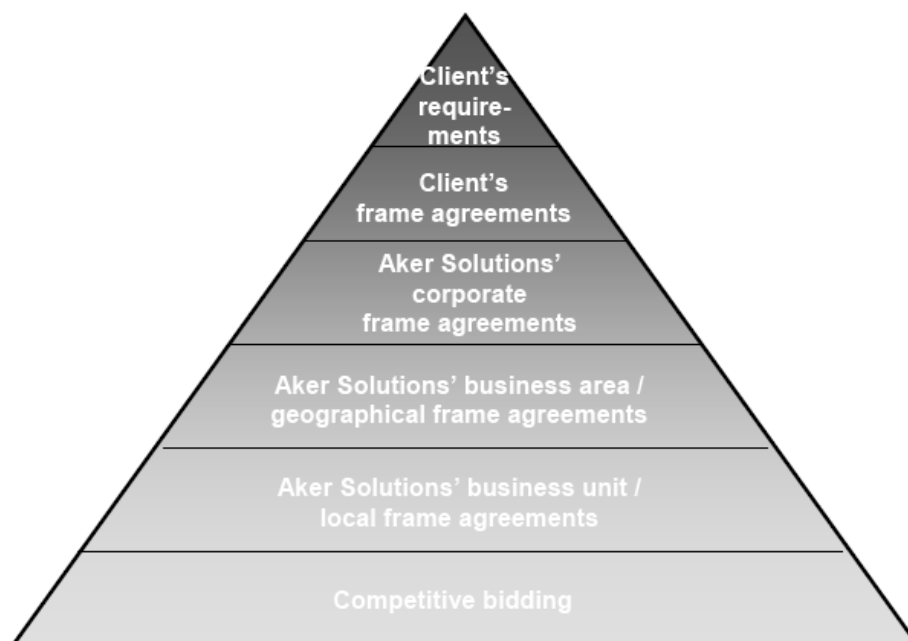 Client’s
require-
ments
Client’s
frame agreements
Aker Solutions’
corporate
frame agreements
Aker Solutions’ business area /
geographical frame agreements
Aker Solutions’ business unit /
local frame agreements
Competitive bidding